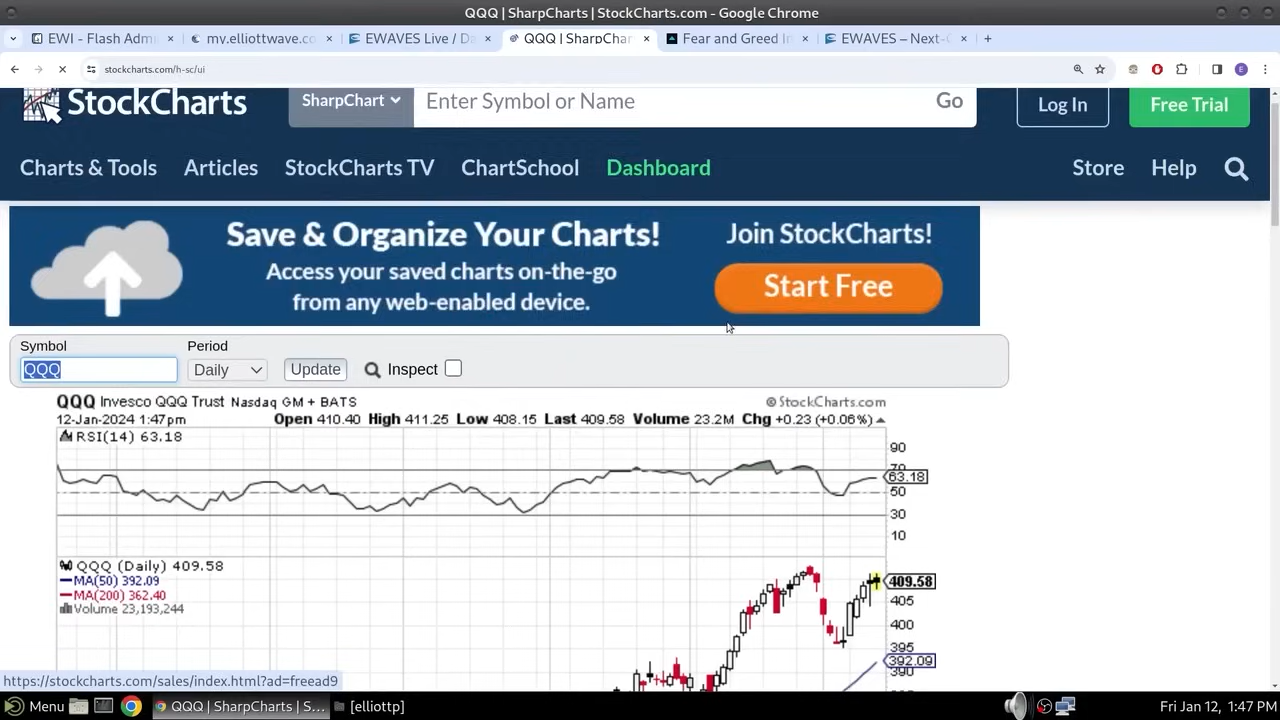 QQQ | SharpCharts | StockCharts.com - Google Chrome
EWI - Flash Admi
my.elliottwave.co
EWAVES Live / Da
QQQ | SharpChar
Fear and Greed In
EWAVES – Next-G
stockcharts.com/h-sc/ui
StockCharts
SharpChart
Enter Symbol or Name
Go
Log In
Free Trial
Charts & Tools
Articles
StockCharts TV
ChartSchool
Dashboard
Store
Help
Save & Organize Your Charts!
Access your saved charts on-the-go
from any web-enabled device.
Join StockCharts!
Start Free
Symbol
Period
QQQ
Daily
Update
Inspect
QQQ Invesco QQQ Trust Nasdaq GM + BATS
© StockCharts.com
12-Jan-2024 1:47pm
Open 410.40 High 411.25 Low 408.15 Last 409.58 Volume 23.2M Chg +0.23 (+0.06%)
RSI(14) 63.18
90
70
63.18
50
30
10
QQQ (Daily) 409.58
MA(50) 392.09
MA(200) 362.40
Volume 23,193,244
409.58
405
400
395
392.09
390
https://stockcharts.com/sales/index.html?ad=freead9
Menu
QQQ | SharpCharts | S...
[elliottp]
Fri Jan 12, 1:47 PM